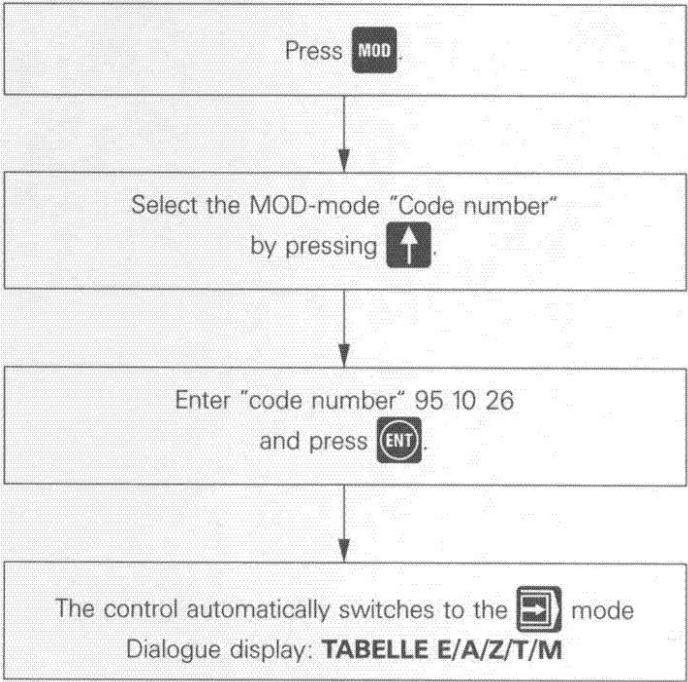 Press MOD.
Select the MOD-mode "Code number“
by pressing .
Enter "code number“ 95 10 26
and press ENT.
The control automatically switches to the mode
Dialogue display: TABELLE E/A/Z/T/M